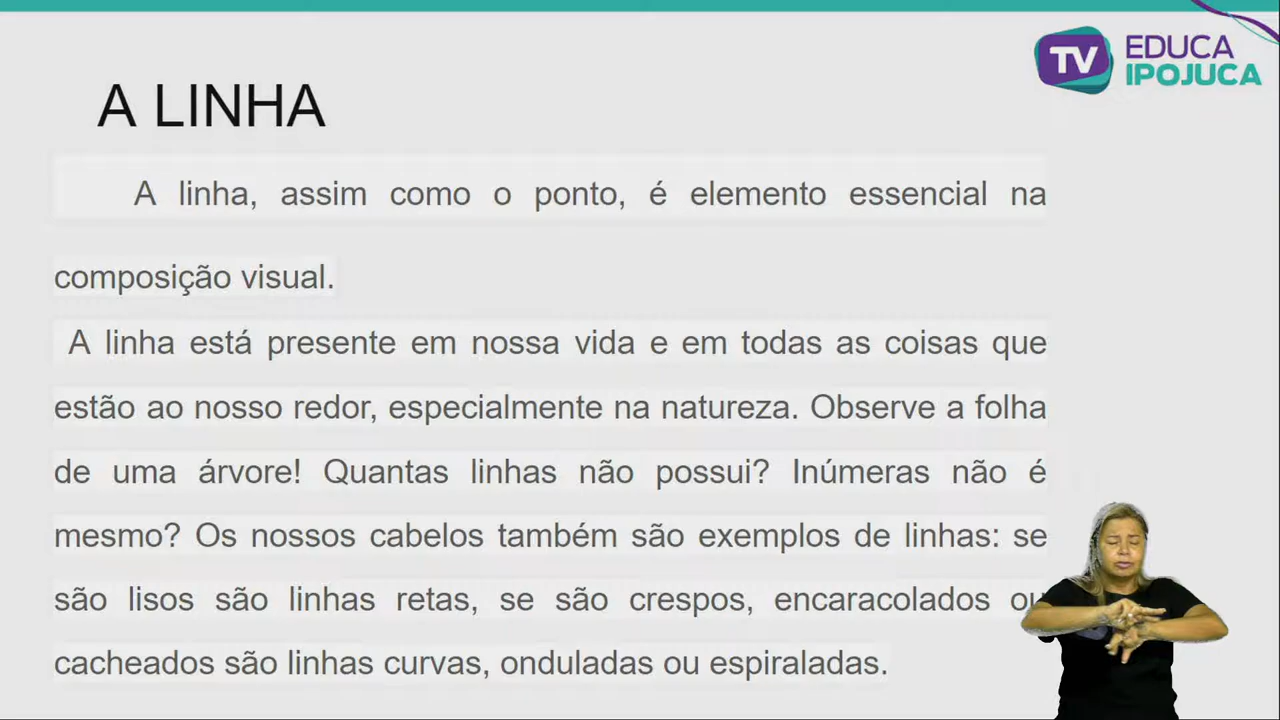 TV EDUCA
IPOJUCA
A LINHA
A linha, assim como o ponto, é elemento essencial na
composição visual.
A linha está presente em nossa vida e em todas as coisas que
estão ao nosso redor, especialmente na natureza. Observe a folha
de uma árvore! Quantas linhas não possui? Inúmeras não é
mesmo? Os nossos cabelos também são exemplos de linhas: se
são lisos são linhas retas, se são crespos, encaracolados ou
cacheados são linhas curvas, onduladas ou espiraladas.